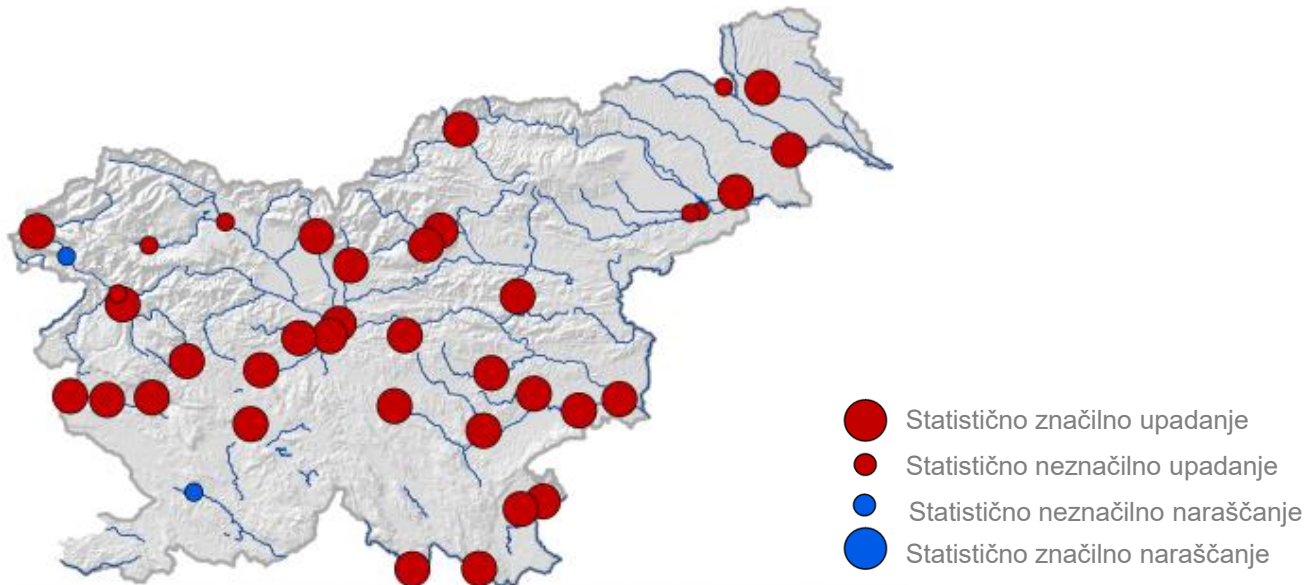 Statistično značilno upadanje
Statistično neznačilno upadanje
Statistično neznačilno naraščanje
Statistično značilno naraščanje